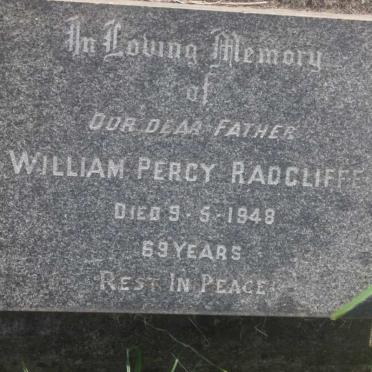 In Loving Memory
of
OUR DEAR FATHER
WILLIAM PERCY RADCLIFFE
DIED 9-5-1948
69 YEARS
REST IN PEACE